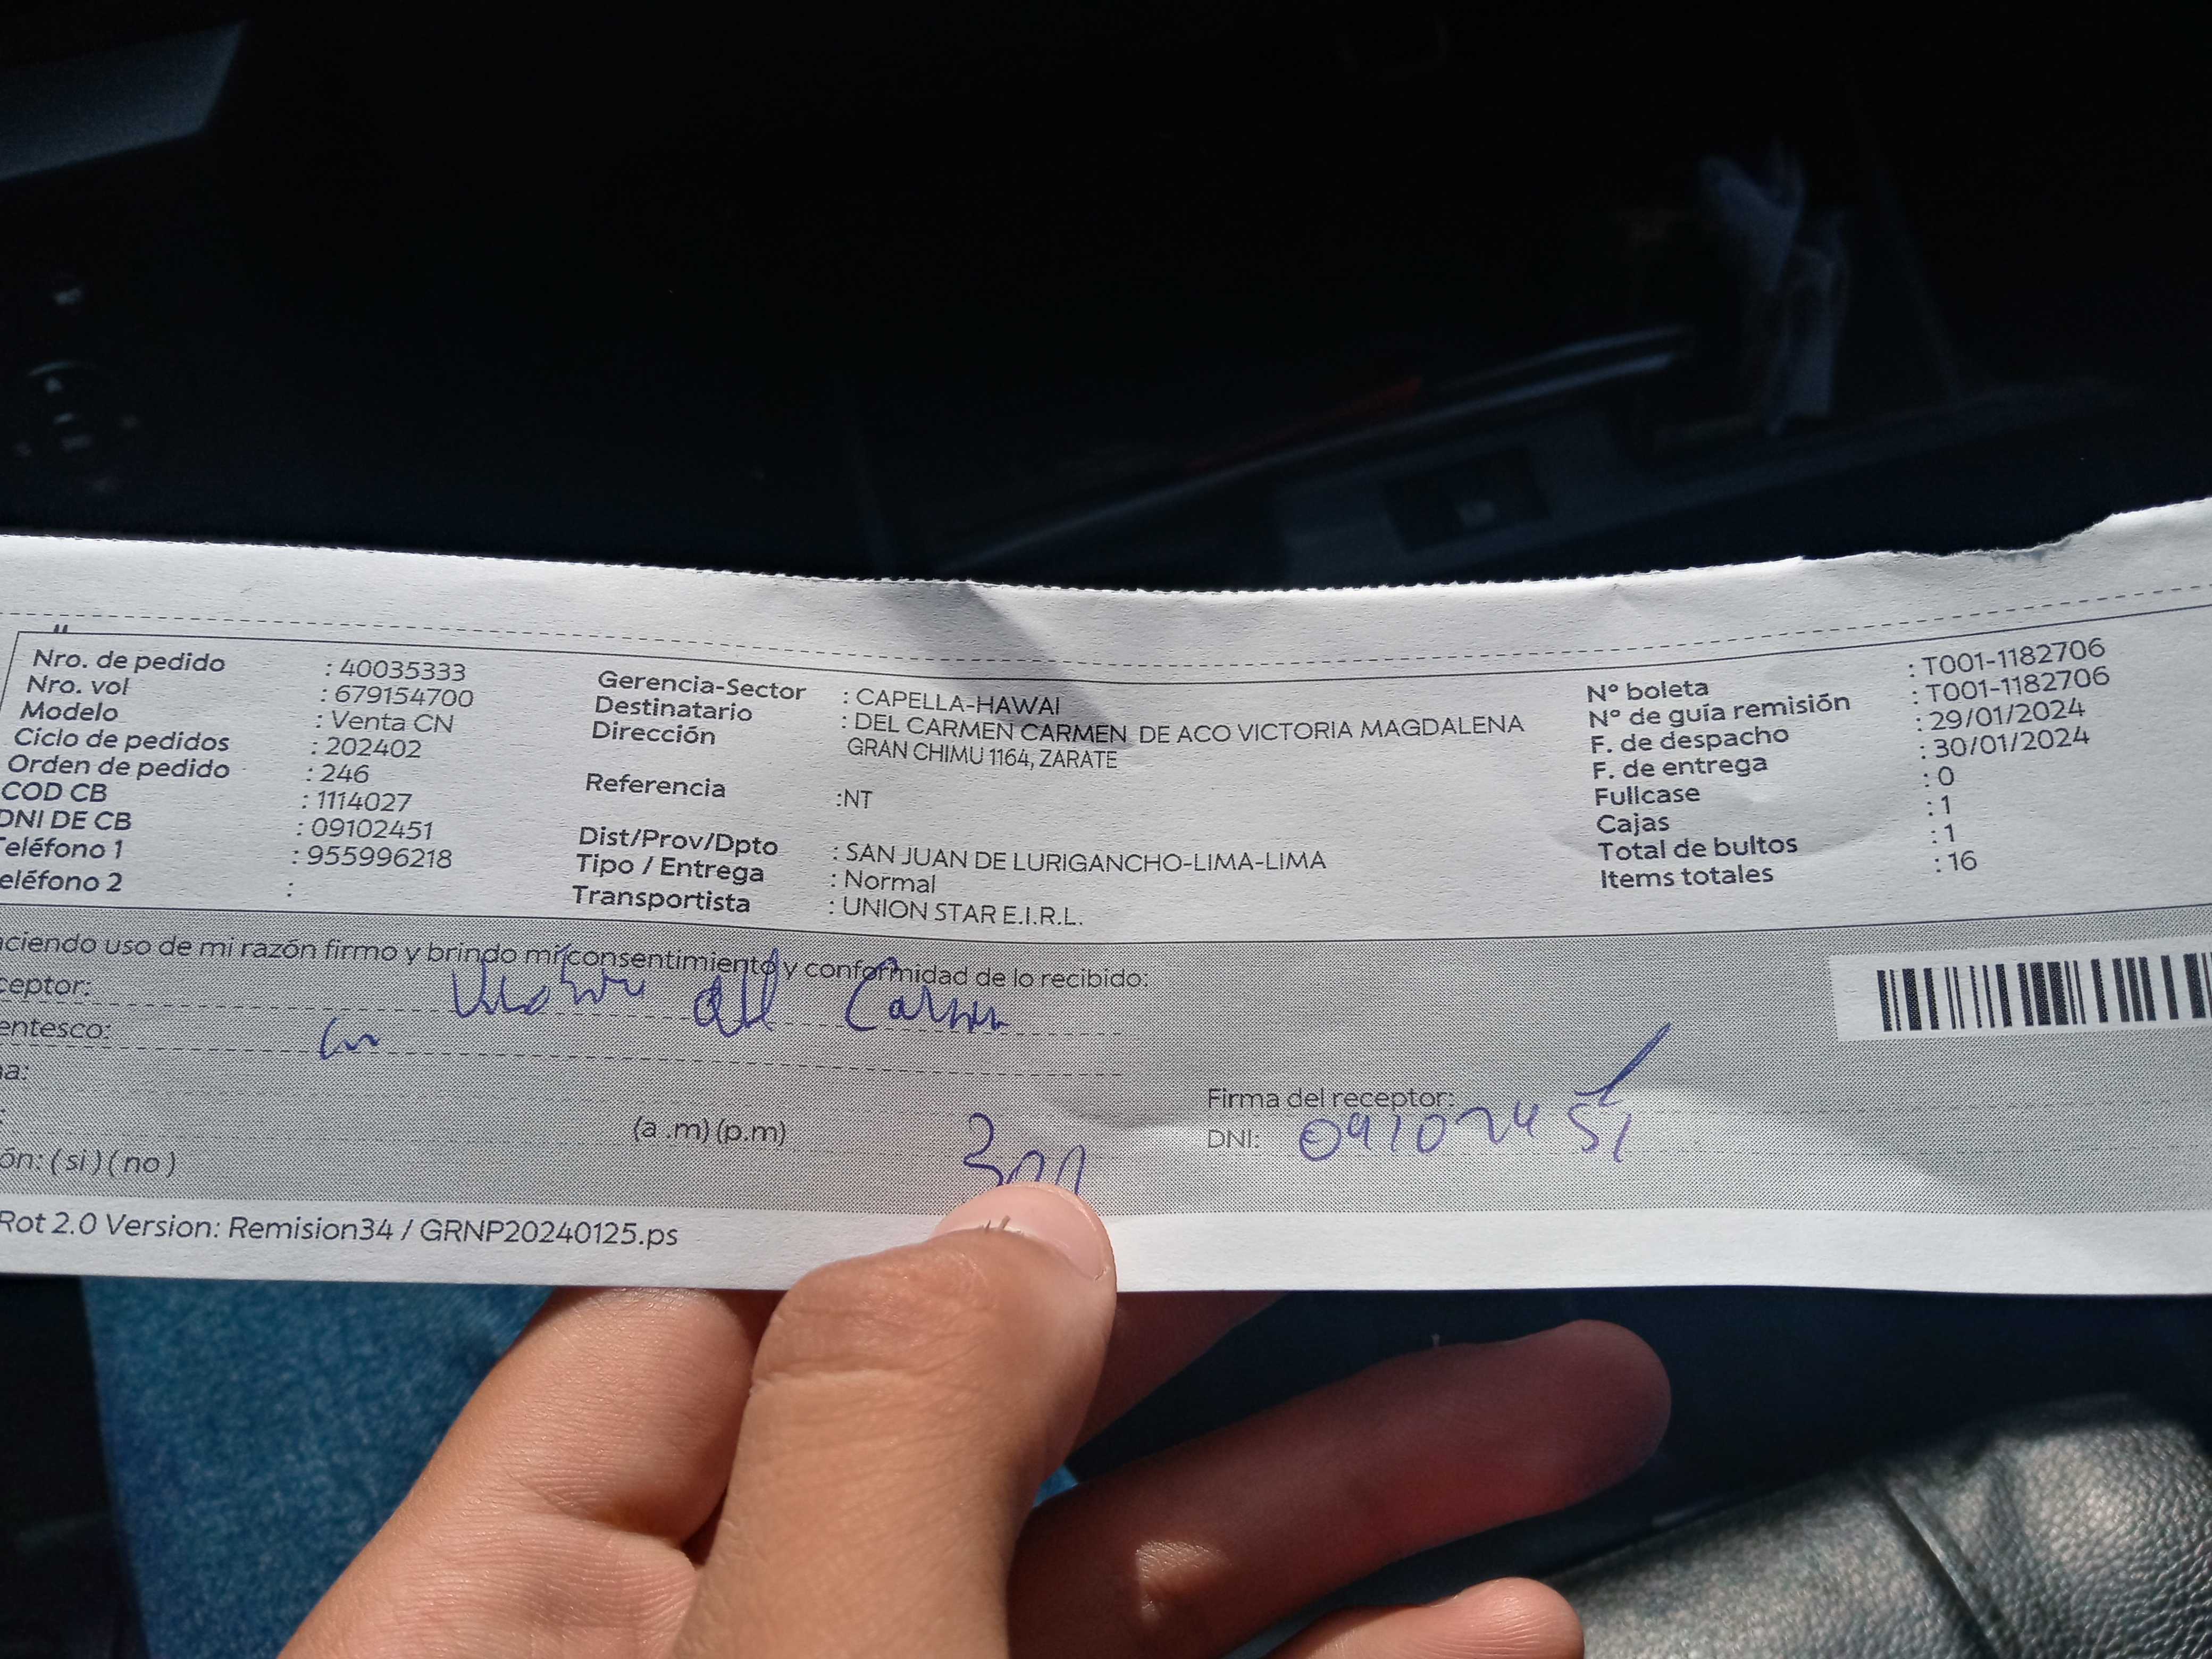 Nro. de pedido : 40035333
Nro. vol : 679154700
Modelo : Venta CN
Ciclo de pedidos : 202402
Orden de pedido : 246
COD CB : 1114027
DNI DE CB : 09102451
Teléfono 1 : 955996218
eléfono 2 :
Gerencia-Sector : CAPELLA-HAWAI
Destinatario : DEL CARMEN CARMEN DE ACO VICTORIA MAGDALENA
Dirección GRAN CHIMU 1164, ZARATE
Referencia :NT
Dist/Prov/Dpto : SAN JUAN DE LURIGANCHO-LIMA-LIMA
Tipo / Entrega : Normal
Transportista : UNION STAR E.I.R.L.
N° boleta : T001-1182706
N° de guía remisión : T001-1182706
F. de despacho : 29/01/2024
F. de entrega : 30/01/2024
Fullcase : 0
Cajas : 1
Total de bultos : 1
Items totales : 16
aciendo uso de mi razón firmo y brindo mi consentimiento y conformidad de lo recibido:
ceptor: Victoria del Carmen
entesco:
a:
:
(a .m) (p.m)
ón: ( si ) ( no )
Firma del receptor:
DNI: 09102451
Rot 2.0 Version: Remision34 / GRNP20240125.ps